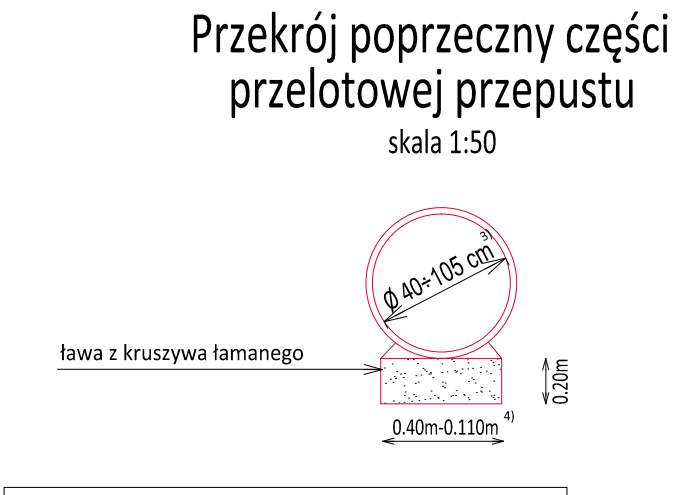 Przekrój poprzeczny części
przelotowej przepustu
skala 1:50
Ø 40÷105 cm 3)
ława z kruszywa łamanego
0.20m
0.40m-0.110m 4)